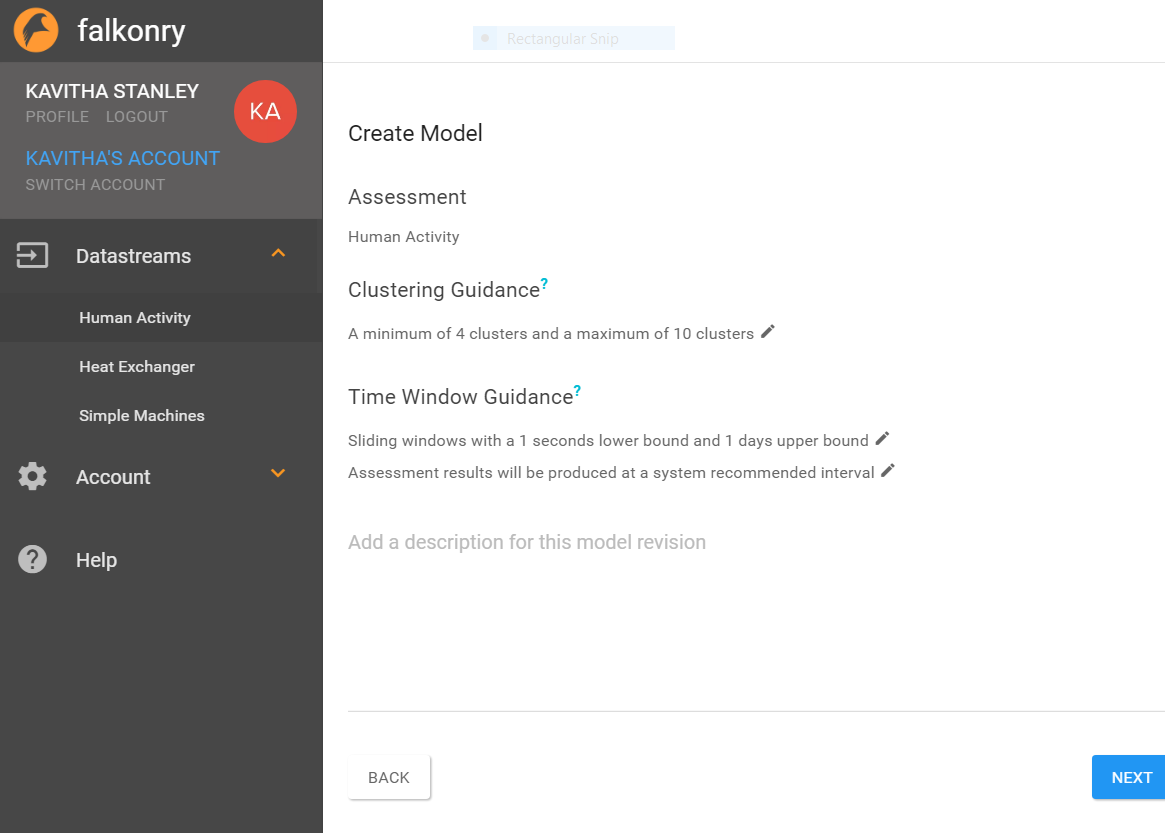 falkonry
Rectangular Snip
KAVITHA STANLEY
PROFILE LOGOUT
KA
KAVITHA'S ACCOUNT
SWITCH ACCOUNT
Datastreams
Human Activity
Heat Exchanger
Simple Machines
Account
Help
Create Model
Assessment
Human Activity
Clustering Guidance?
A minimum of 4 clusters and a maximum of 10 clusters
Time Window Guidance?
Sliding windows with a 1 seconds lower bound and 1 days upper bound
Assessment results will be produced at a system recommended interval
Add a description for this model revision
BACK
NEXT